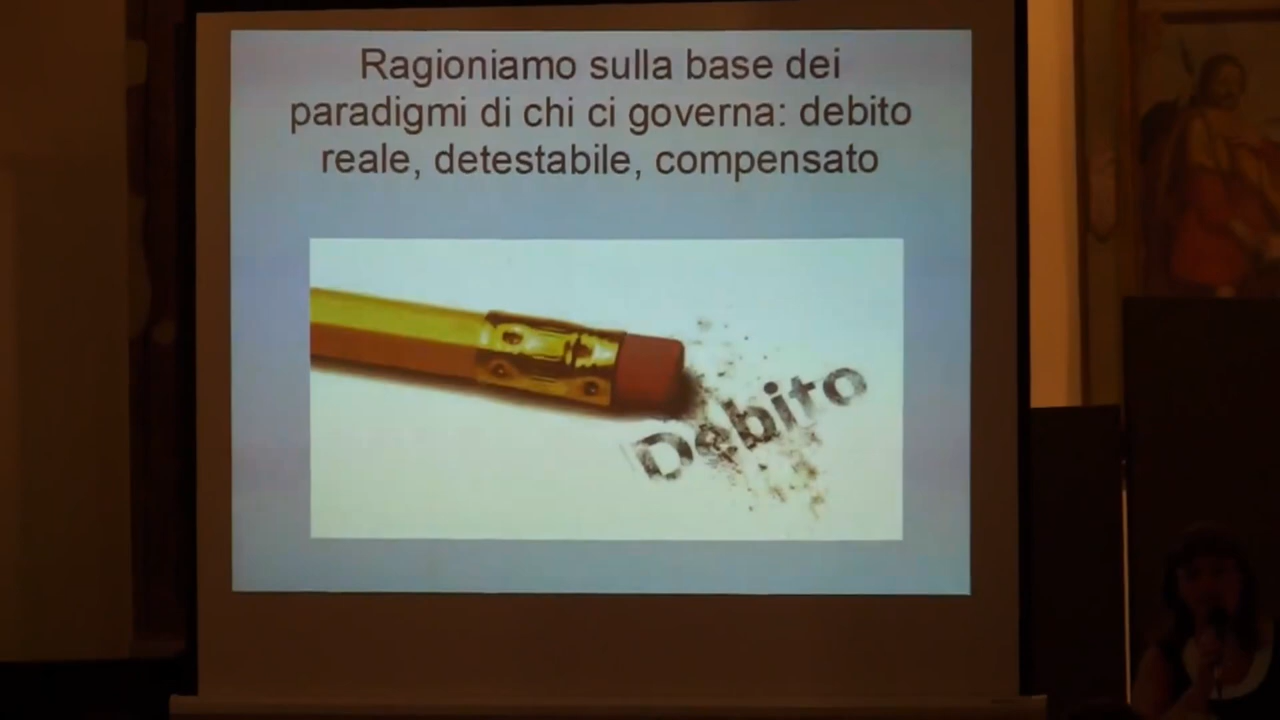 Ragioniamo sulla base dei
paradigmi di chi ci governa: debito
reale, detestabile, compensato
Debito